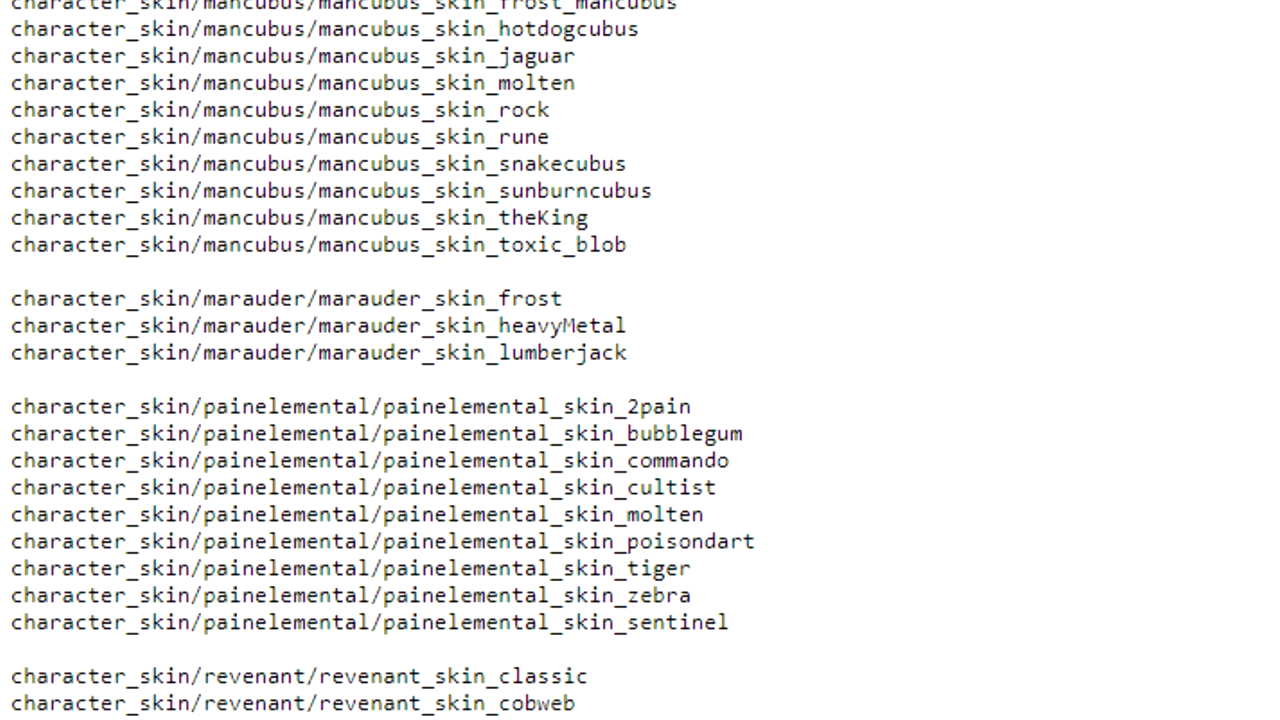 character_skin/mancubus/mancubus_skin_frost_mancubus
character_skin/mancubus/mancubus_skin_hotdogcubus
character_skin/mancubus/mancubus_skin_jaguar
character_skin/mancubus/mancubus_skin_molten
character_skin/mancubus/mancubus_skin_rock
character_skin/mancubus/mancubus_skin_rune
character_skin/mancubus/mancubus_skin_snakecubus
character_skin/mancubus/mancubus_skin_sunburncubus
character_skin/mancubus/mancubus_skin_theKing
character_skin/mancubus/mancubus_skin_toxic_blob
character_skin/marauder/marauder_skin_frost
character_skin/marauder/marauder_skin_heavyMetal
character_skin/marauder/marauder_skin_lumberjack
character_skin/painelemental/painelemental_skin_2pain
character_skin/painelemental/painelemental_skin_bubblegum
character_skin/painelemental/painelemental_skin_commando
character_skin/painelemental/painelemental_skin_cultist
character_skin/painelemental/painelemental_skin_molten
character_skin/painelemental/painelemental_skin_poisondart
character_skin/painelemental/painelemental_skin_tiger
character_skin/painelemental/painelemental_skin_zebra
character_skin/painelemental/painelemental_skin_sentinel
character_skin/revenant/revenant_skin_classic
character_skin/revenant/revenant_skin_cobweb